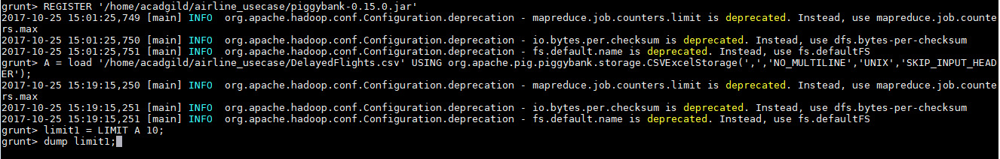 grunt> REGISTER '/home/acadgild/airline_usecase/piggybank-0.15.0.jar'
2017-10-25 15:01:25,749 [main] INFO  org.apache.hadoop.conf.Configuration.deprecation - mapreduce.job.counters.limit is deprecated. Instead, use mapreduce.job.counte
rs.max
2017-10-25 15:01:25,750 [main] INFO  org.apache.hadoop.conf.Configuration.deprecation - io.bytes.per.checksum is deprecated. Instead, use dfs.bytes-per-checksum
2017-10-25 15:01:25,751 [main] INFO  org.apache.hadoop.conf.Configuration.deprecation - fs.default.name is deprecated. Instead, use fs.defaultFS
grunt> A = load '/home/acadgild/airline_usecase/DelayedFlights.csv' USING org.apache.pig.piggybank.storage.CSVExcelStorage(',','NO_MULTILINE','UNIX','SKIP_INPUT_HEAD
ER');
2017-10-25 15:19:15,250 [main] INFO  org.apache.hadoop.conf.Configuration.deprecation - mapreduce.job.counters.limit is deprecated. Instead, use mapreduce.job.counte
rs.max
2017-10-25 15:19:15,251 [main] INFO  org.apache.hadoop.conf.Configuration.deprecation - io.bytes.per.checksum is deprecated. Instead, use dfs.bytes-per-checksum
2017-10-25 15:19:15,251 [main] INFO  org.apache.hadoop.conf.Configuration.deprecation - fs.default.name is deprecated. Instead, use fs.defaultFS
grunt> limit1 = LIMIT A 10;
grunt> dump limit1;